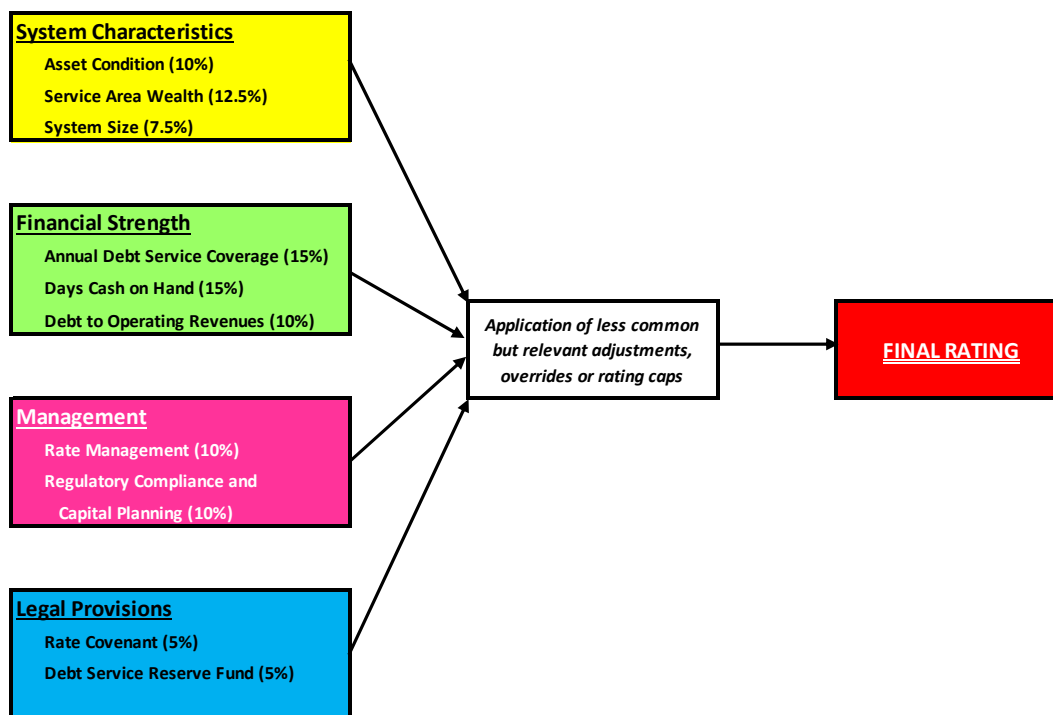 System Characteristics
Asset Condition (10%)
Service Area Wealth (12.5%)
System Size (7.5%)
Financial Strength
Annual Debt Service Coverage (15%)
Days Cash on Hand (15%)
Debt to Operating Revenues (10%)
Management
Rate Management (10%)
Regulatory Compliance and
Capital Planning (10%)
Legal Provisions
Rate Covenant (5%)
Debt Service Reserve Fund (5%)
Application of less common
but relevant adjustments,
overrides or rating caps
FINAL RATING